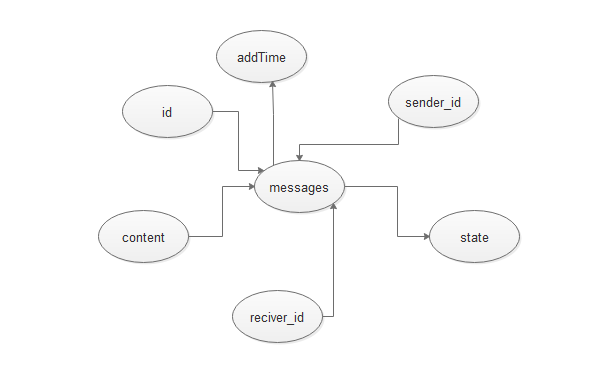 addTime
sender_id
id
messages
content
state
reciver_id